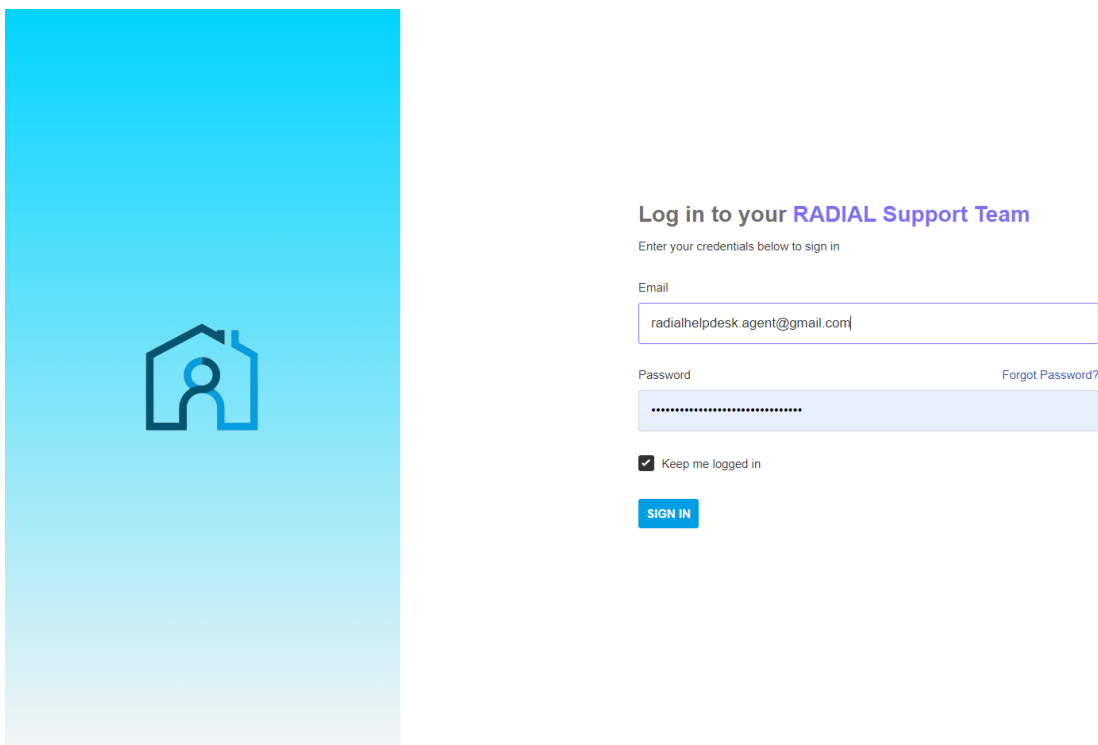 Log in to your RADIAL Support Team
Enter your credentials below to sign in
Email
radialhelpdesk.agent@gmail.com
Password Forgot Password?
••••••••••••••••••••••••••••••••
Keep me logged in
SIGN IN